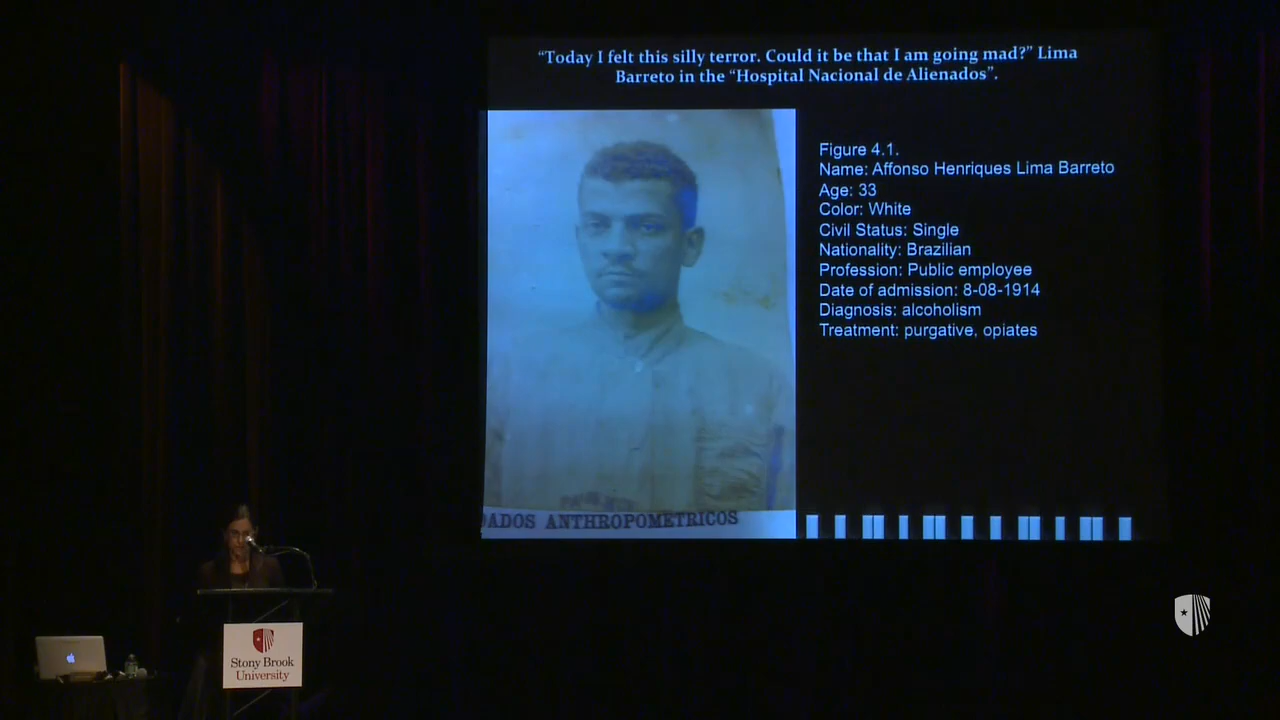 “Today I felt this silly terror. Could it be that I am going mad?” Lima
Barreto in the “Hospital Nacional de Alienados”.
Figure 4.1.
Name: Affonso Henriques Lima Barreto
Age: 33
Color: White
Civil Status: Single
Nationality: Brazilian
Profession: Public employee
Date of admission: 8-08-1914
Diagnosis: alcoholism
Treatment: purgative, opiates
DADOS ANTHROPOMETRICOS
Stony Brook
University